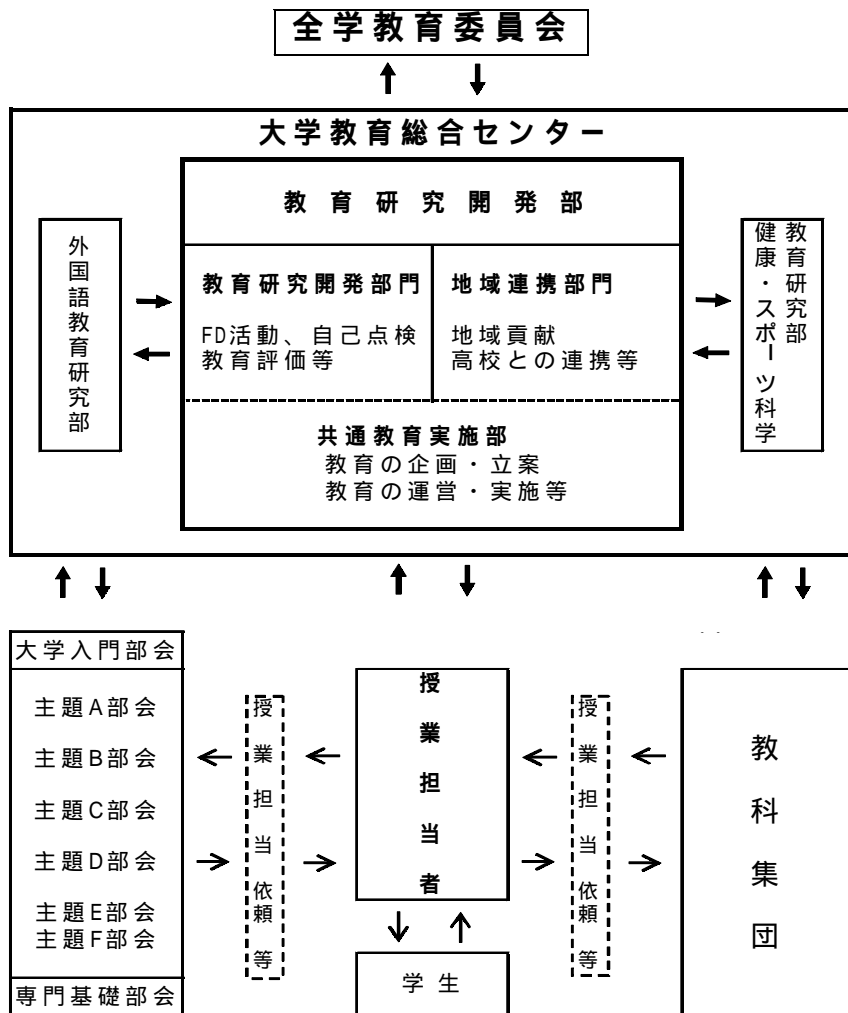 全学教育委員会
大学教育総合センター
教育研究開発部
外国語教育研究部
教育研究開発部門
FD活動、自己点検
教育評価等
地域連携部門
地域貢献
高校との連携等
共通教育実施部
教育の企画・立案
教育の運営・実施等
健康・スポーツ科学
教育研究部
大学入門部会
主題A部会
主題B部会
主題C部会
主題D部会
主題E部会
主題F部会
専門基礎部会
授業担当依頼等
授業担当者
学生
授業担当依頼等
教科集団